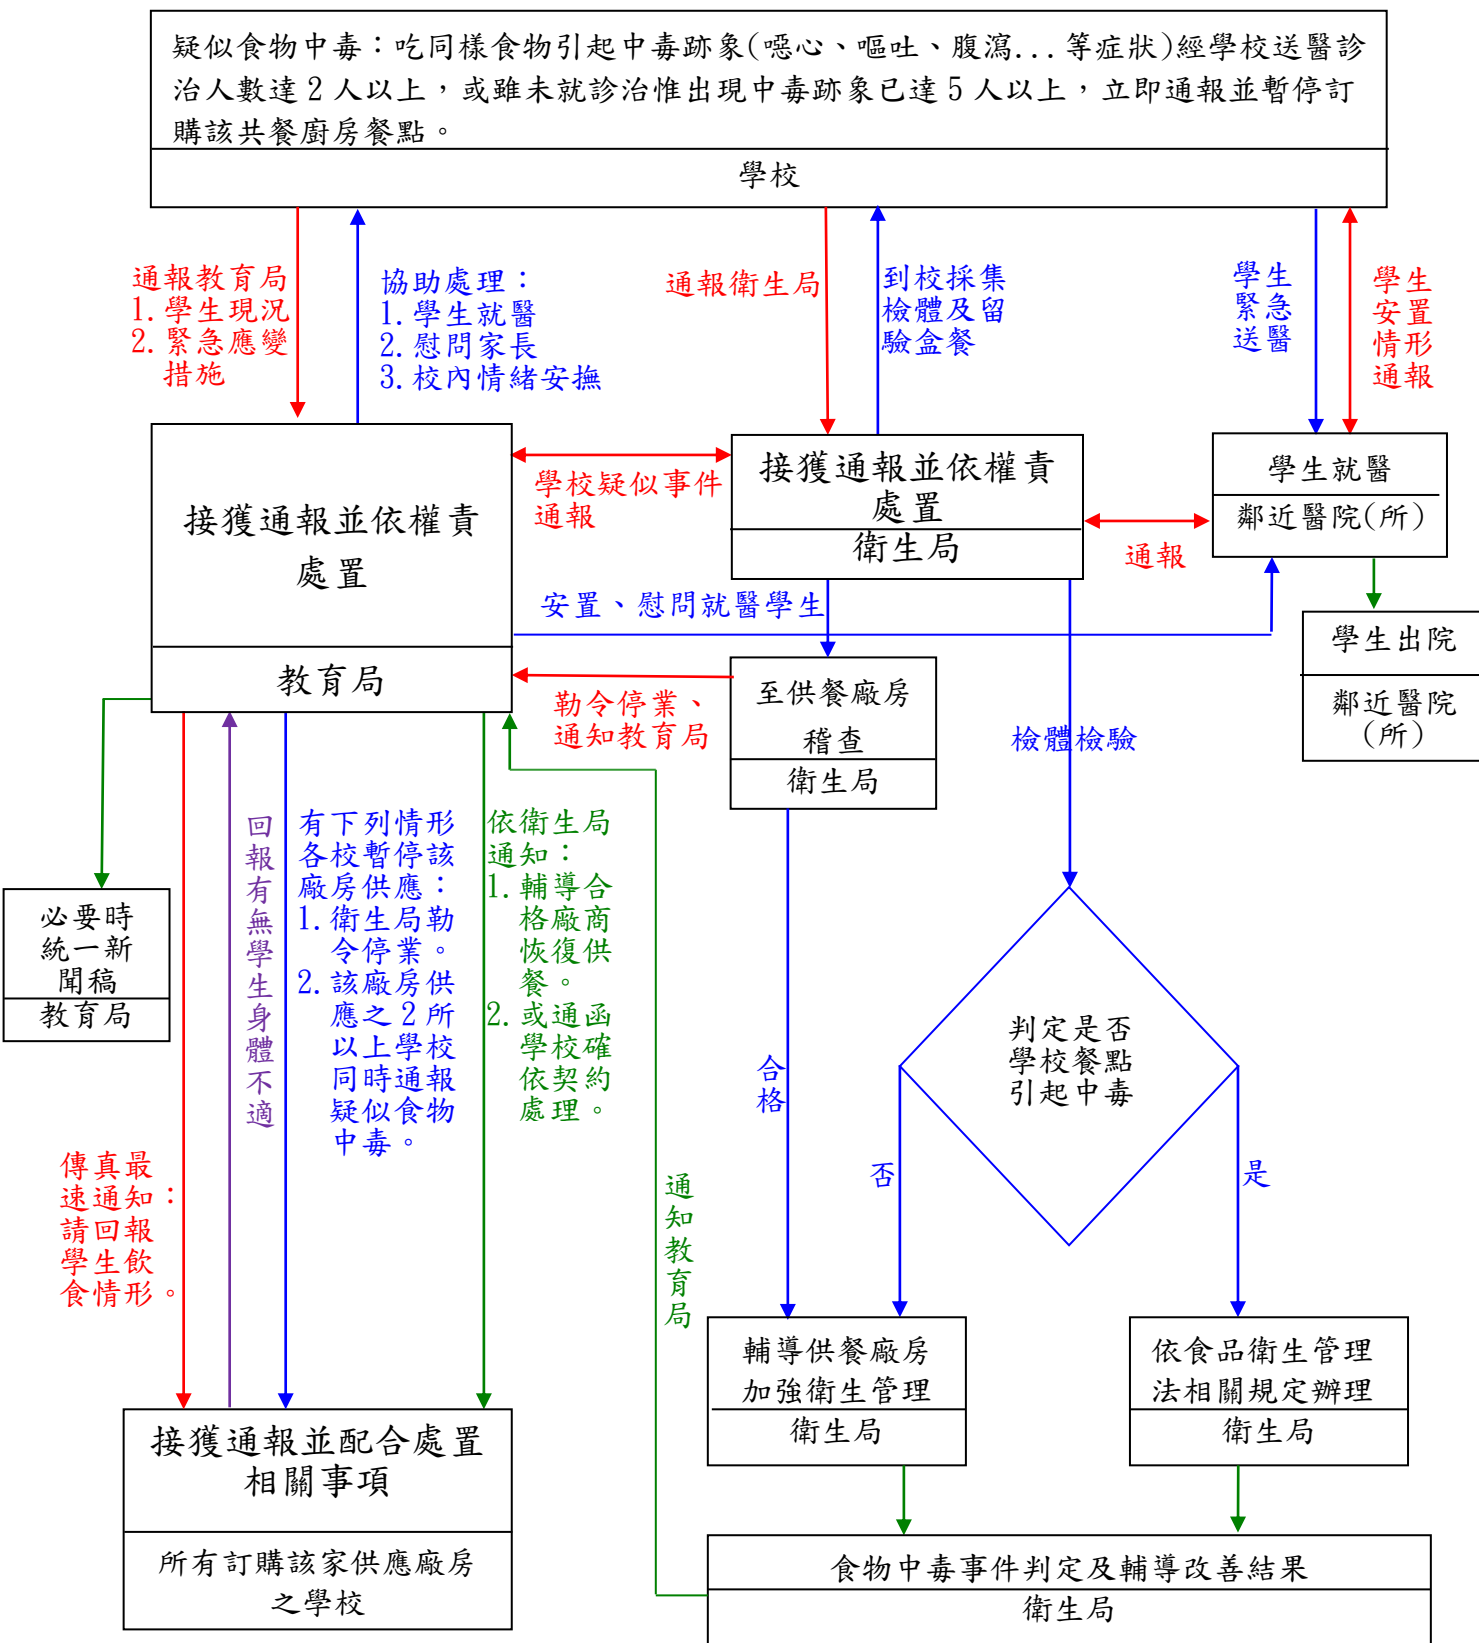 疑似食物中毒：吃同樣食物引起中毒跡象(噁心、嘔吐、腹瀉...等症狀)經學校送醫診
治人數達2人以上，或雖未就診治惟出現中毒跡象已達5人以上，立即通報並暫停訂
購該共餐廚房餐點。
學校
通報教育局
1.學生現況
2.緊急應變
措施
協助處理：
1.學生就醫
2.慰問家長
3.校內情緒安撫
通報衛生局
到校採集
檢體及留
驗盒餐
學生
緊急
送醫
學生
安置
情形
通報
接獲通報並依權責
處置
教育局
學校疑似事件
通報
接獲通報並依權責
處置
衛生局
通報
學生就醫
鄰近醫院(所)
安置、慰問就醫學生
學生出院
鄰近醫院
(所)
勒令停業、
通知教育局
至供餐廠房
稽查
衛生局
檢體檢驗
必要時
統一新
聞稿
教育局
回報有無學生身體不適
有下列情形
各校暫停該
廠房供應：
1.衛生局勒
令停業。
2.該廠房供
應之2所
以上學校
同時通報
疑似食物
中毒。
依衛生局
通知：
1.輔導合
格廠商
恢復供
餐。
2.或通函
學校確
依契約
處理。
傳真最
速通知：
請回報
學生飲
食情形。
通知教育局
合格
判定是否
學校餐點
引起中毒
否
是
輔導供餐廠房
加強衛生管理
衛生局
依食品衛生管理
法相關規定辦理
衛生局
接獲通報並配合處置
相關事項
所有訂購該家供應廠房
之學校
食物中毒事件判定及輔導改善結果
衛生局